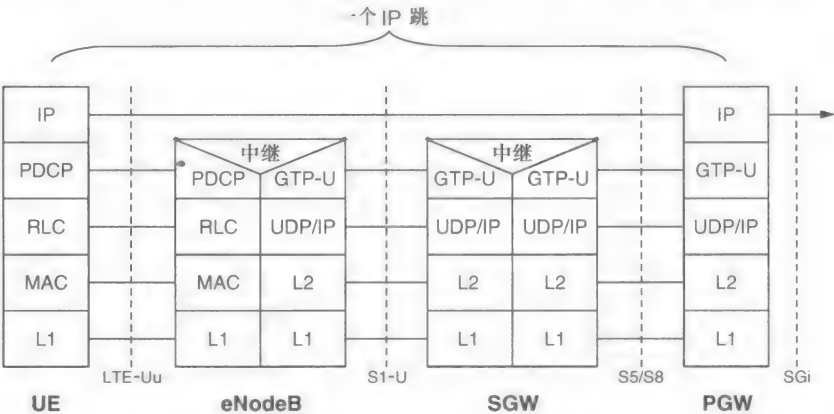 一个 IP 跳
IP IP
中继 中继
PDCP PDCP GTP-U GTP-U GTP-U GTP-U
RLC RLC UDP/IP UDP/IP UDP/IP UDP/IP
MAC MAC L2 L2 L2 L2
L1 L1 L1 L1 L1 L1
LTE-Uu S1-U S5/S8 SGi
UE eNodeB SGW PGW